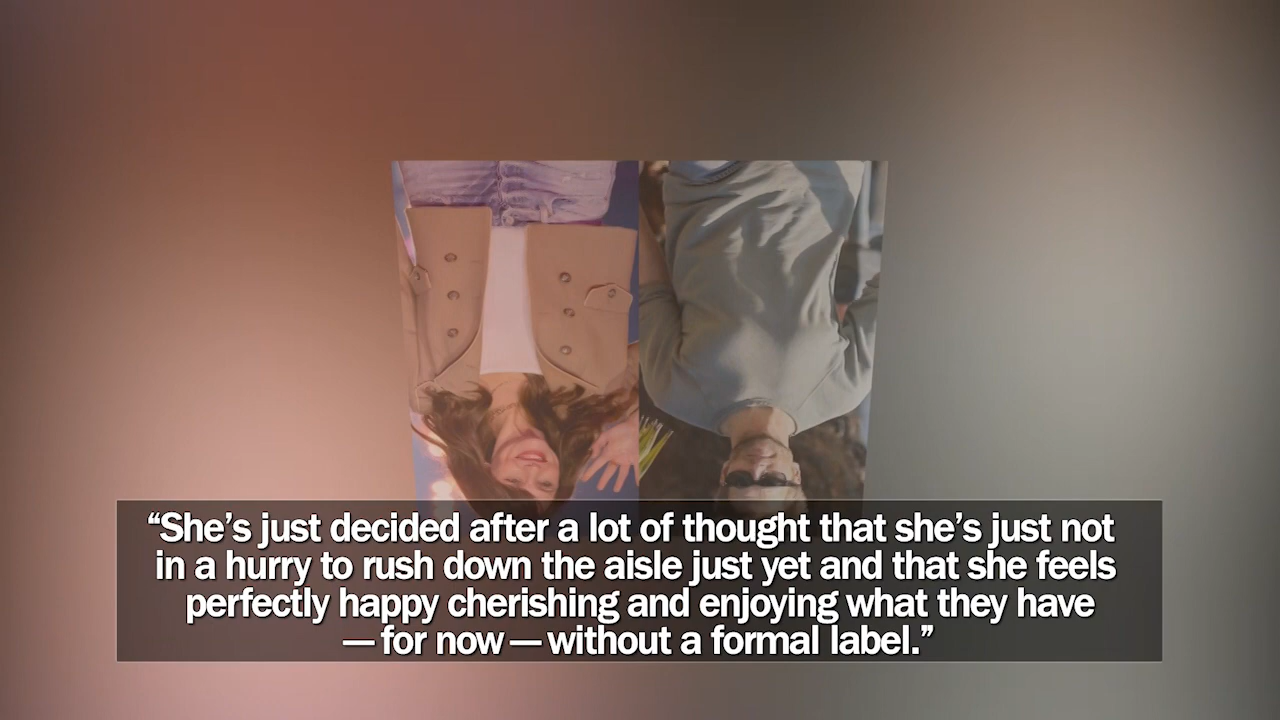 “She’s just decided after a lot of thought that she’s just not
in a hurry to rush down the aisle just yet and that she feels
perfectly happy cherishing and enjoying what they have
—for now—without a formal label.”